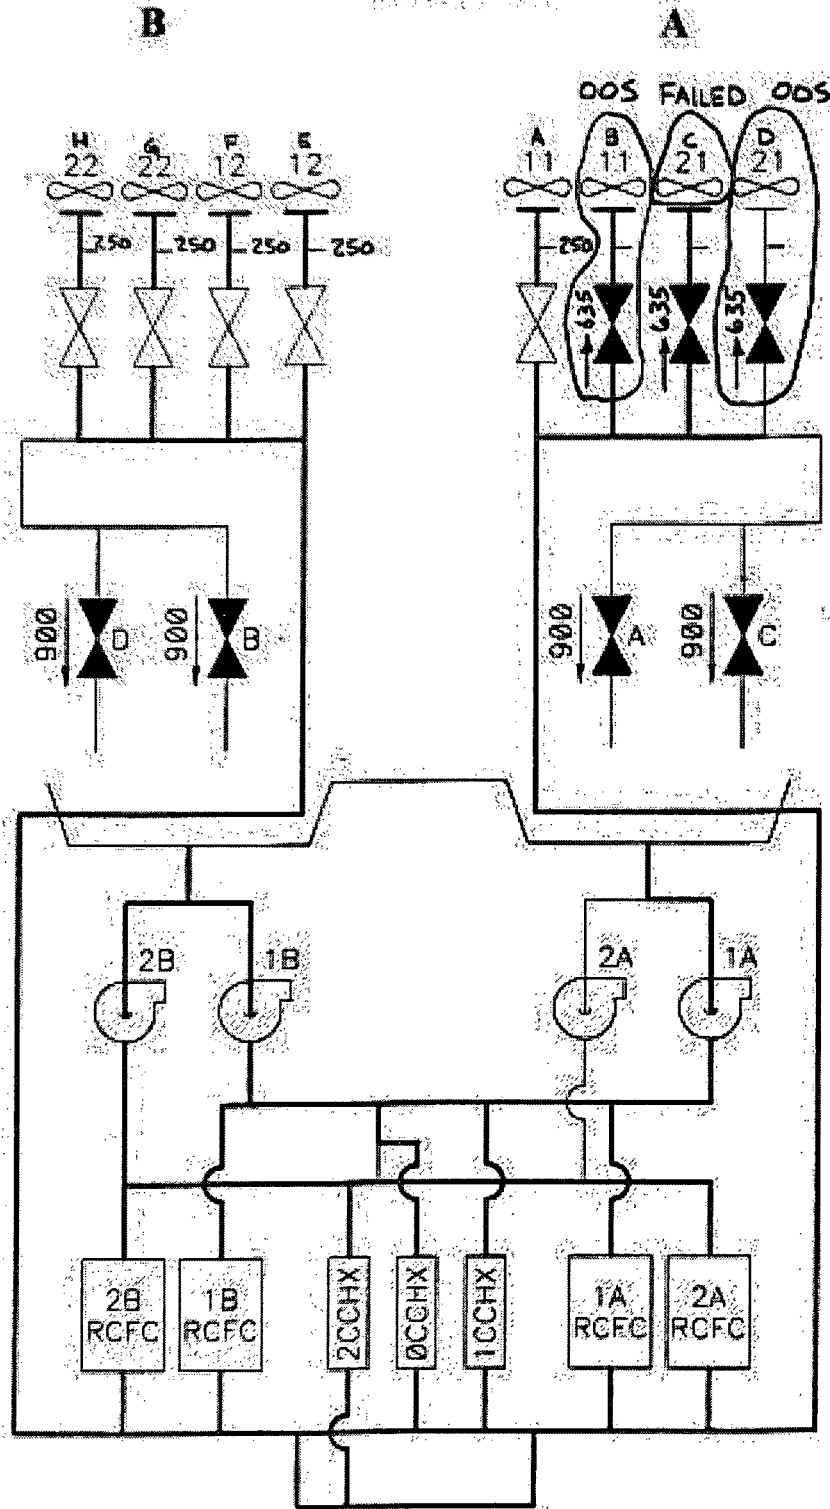 B A
OOS FAILED OOS
H G F E A B C D
22 22 12 12 11 11 21 21
250 250 250 250 250
635 635 635
900 D 900 B 900 A 900 C
2B 1B 2A 1A
2B RCFC
1B RCFC
2CCHX
0CCHX
1CCHX
1A RCFC
2A RCFC